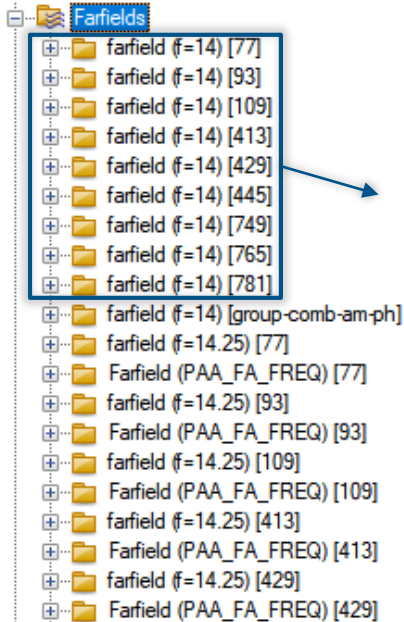 Farfields
farfield (f=14) [77]
farfield (f=14) [93]
farfield (f=14) [109]
farfield (f=14) [413]
farfield (f=14) [429]
farfield (f=14) [445]
farfield (f=14) [749]
farfield (f=14) [765]
farfield (f=14) [781]
farfield (f=14) [group-comb-am-ph]
farfield (f=14.25) [77]
Farfield (PAA_FA_FREQ) [77]
farfield (f=14.25) [93]
Farfield (PAA_FA_FREQ) [93]
farfield (f=14.25) [109]
Farfield (PAA_FA_FREQ) [109]
farfield (f=14.25) [413]
Farfield (PAA_FA_FREQ) [413]
farfield (f=14.25) [429]
Farfield (PAA_FA_FREQ) [429]